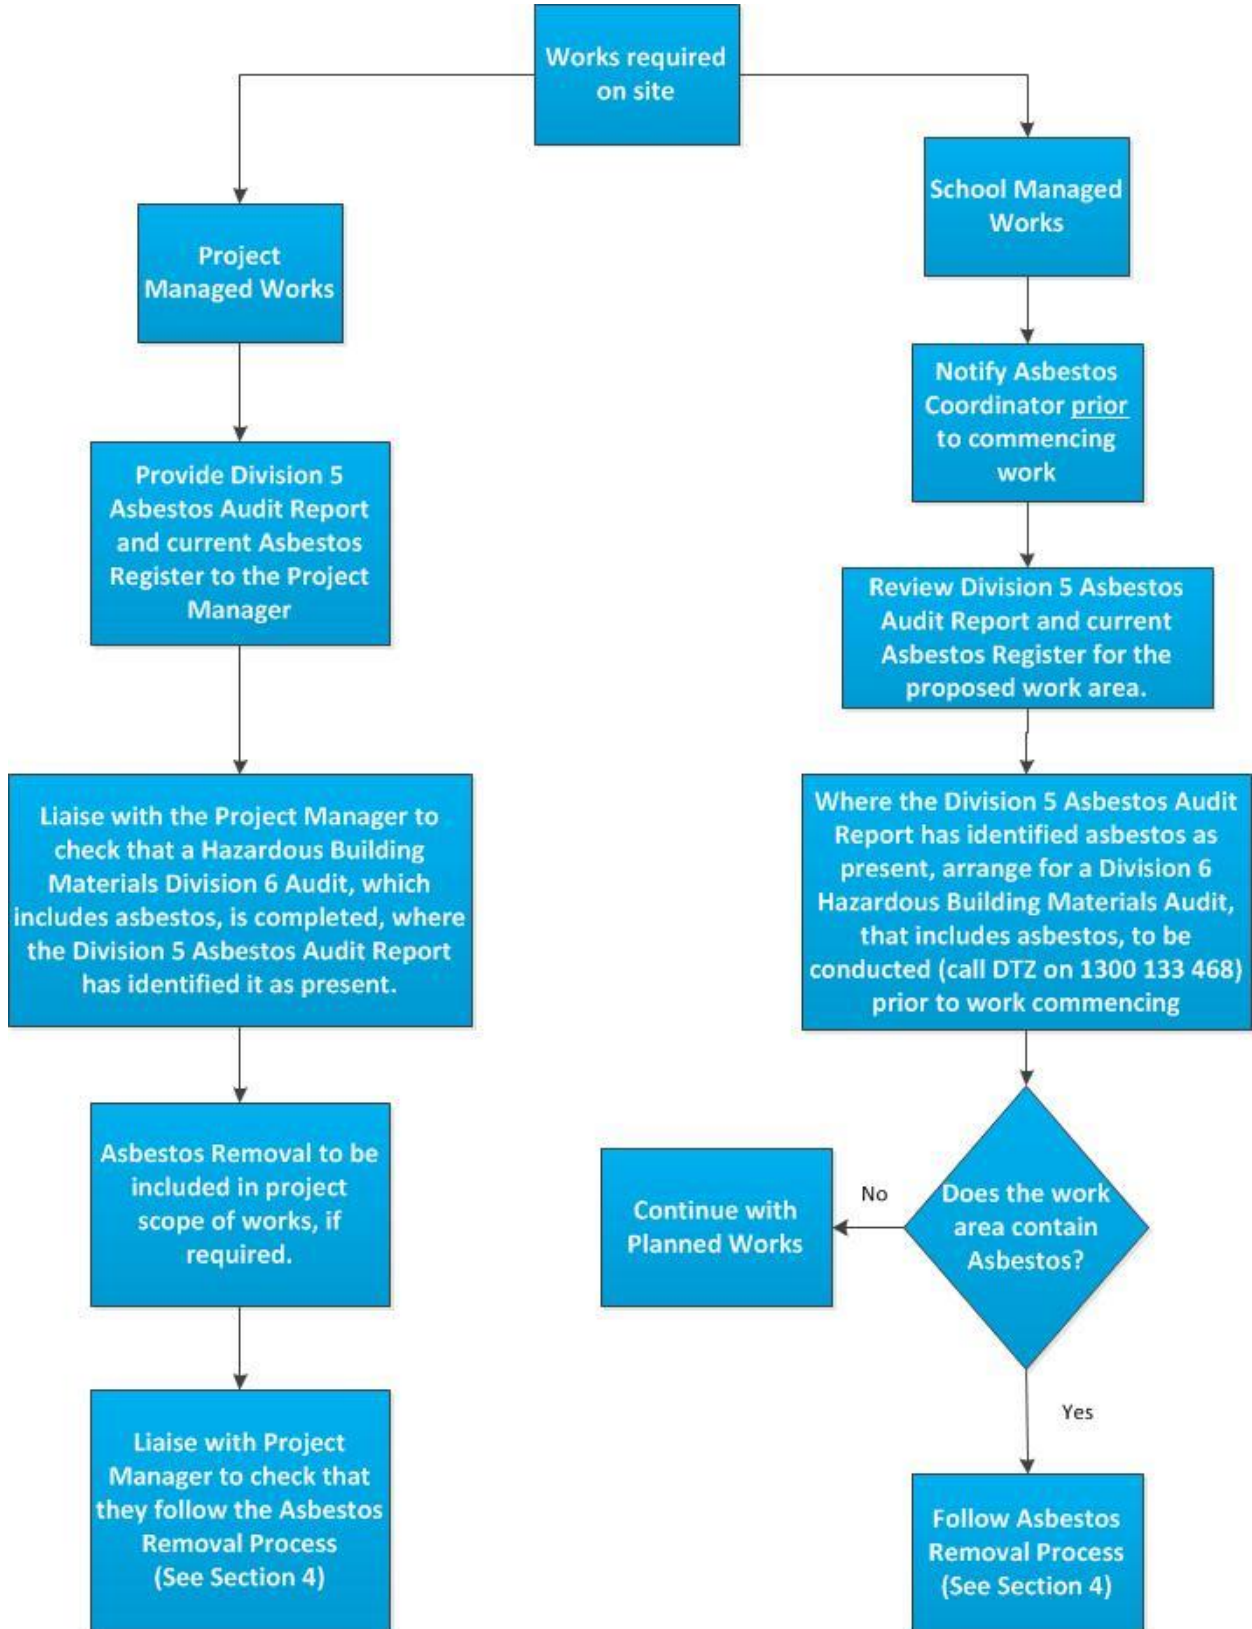 Works required
on site
Project
Managed Works
Provide Division 5
Asbestos Audit Report
and current Asbestos
Register to the Project
Manager
Liaise with the Project Manager to
check that a Hazardous Building
Materials Division 6 Audit, which
includes asbestos, is completed, where
the Division 5 Asbestos Audit Report
has identified it as present.
Asbestos Removal to be
included in project
scope of works, if
required.
Liaise with Project
Manager to check that
they follow the Asbestos
Removal Process
(See Section 4)
School Managed
Works
Notify Asbestos
Coordinator prior
to commencing
work
Review Division 5 Asbestos
Audit Report and current
Asbestos Register for the
proposed work area.
Where the Division 5 Asbestos Audit
Report has identified asbestos as
present, arrange for a Division 6
Hazardous Building Materials Audit,
that includes asbestos, to be
conducted (call DTZ on 1300 133 468)
prior to work commencing
Does the work
area contain
Asbestos?
No
Continue with
Planned Works
Yes
Follow Asbestos
Removal Process
(See Section 4)